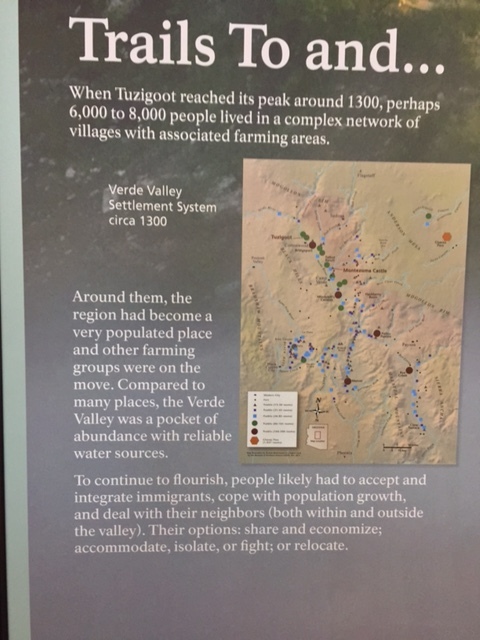 Trails To and...
When Tuzigoot reached its peak around 1300, perhaps
6,000 to 8,000 people lived in a complex network of
villages with associated farming areas.
Verde Valley
Settlement System
circa 1300
Flagstaff
Tuzigoot
Montezuma Castle
Around them, the
region had become a
very populated place
and other farming
groups were on the
move. Compared to
many places, the Verde
Valley was a pocket of
abundance with reliable
water sources.
Phoenix
To continue to flourish, people likely had to accept and
integrate immigrants, cope with population growth,
and deal with their neighbors (both within and outside
the valley). Their options: share and economize;
accommodate, isolate, or fight; or relocate.